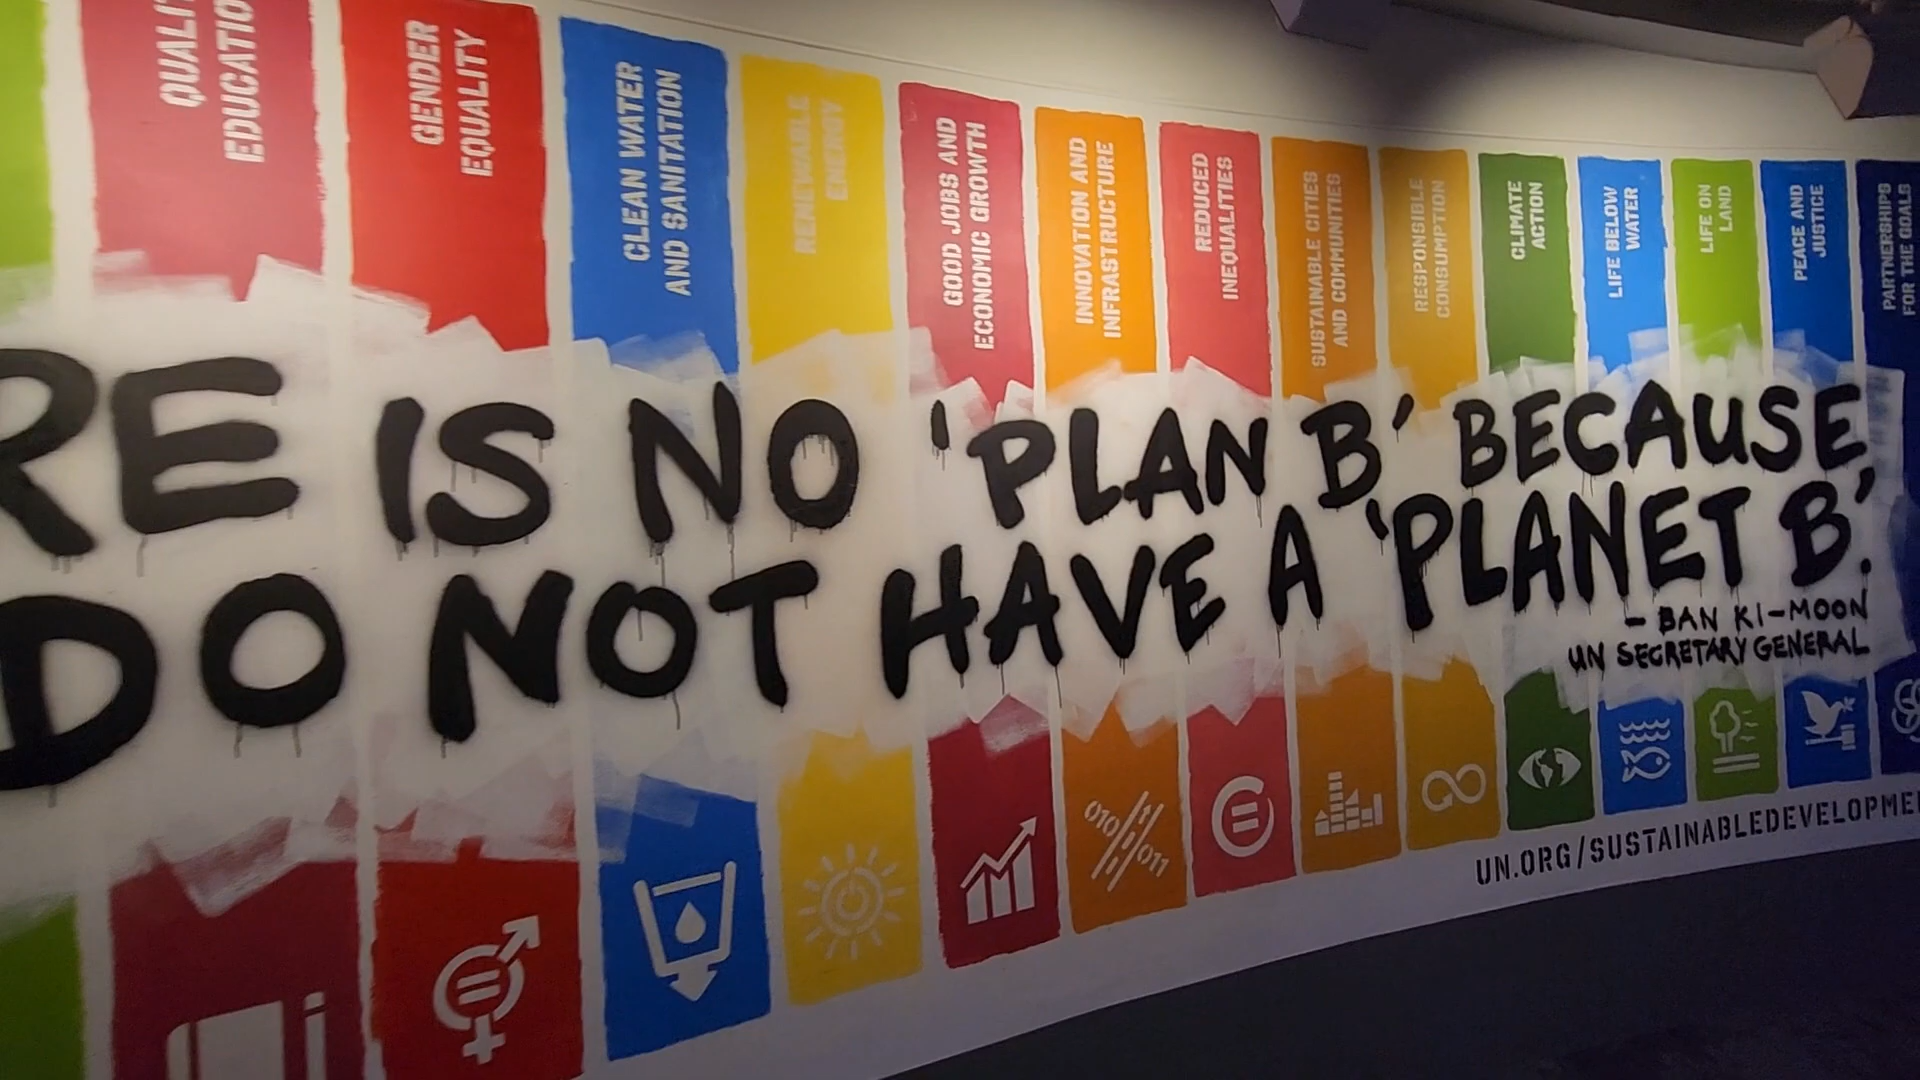 QUALI
EDUCATIO
GENDER
EQUALITY
CLEAN WATER
AND SANITATION
RENEWABLE
ENERGY
GOOD JOBS AND
ECONOMIC GROWTH
INNOVATION AND
INFRASTRUCTURE
REDUCED
INEQUALITIES
SUSTAINABLE CITIES
AND COMMUNITIES
RESPONSIBLE
CONSUMPTION
CLIMATE
ACTION
LIFE BELOW
WATER
LIFE ON
LAND
PEACE AND
JUSTICE
PARTNERSHIPS
FOR THE GOALS
RE IS NO 'PLAN B' BECAUSE,
DO NOT HAVE A 'PLANET B'.
- BAN KI-MOON
UN SECRETARY GENERAL
010
011
UN.ORG/SUSTAINABLEDEVELOPME